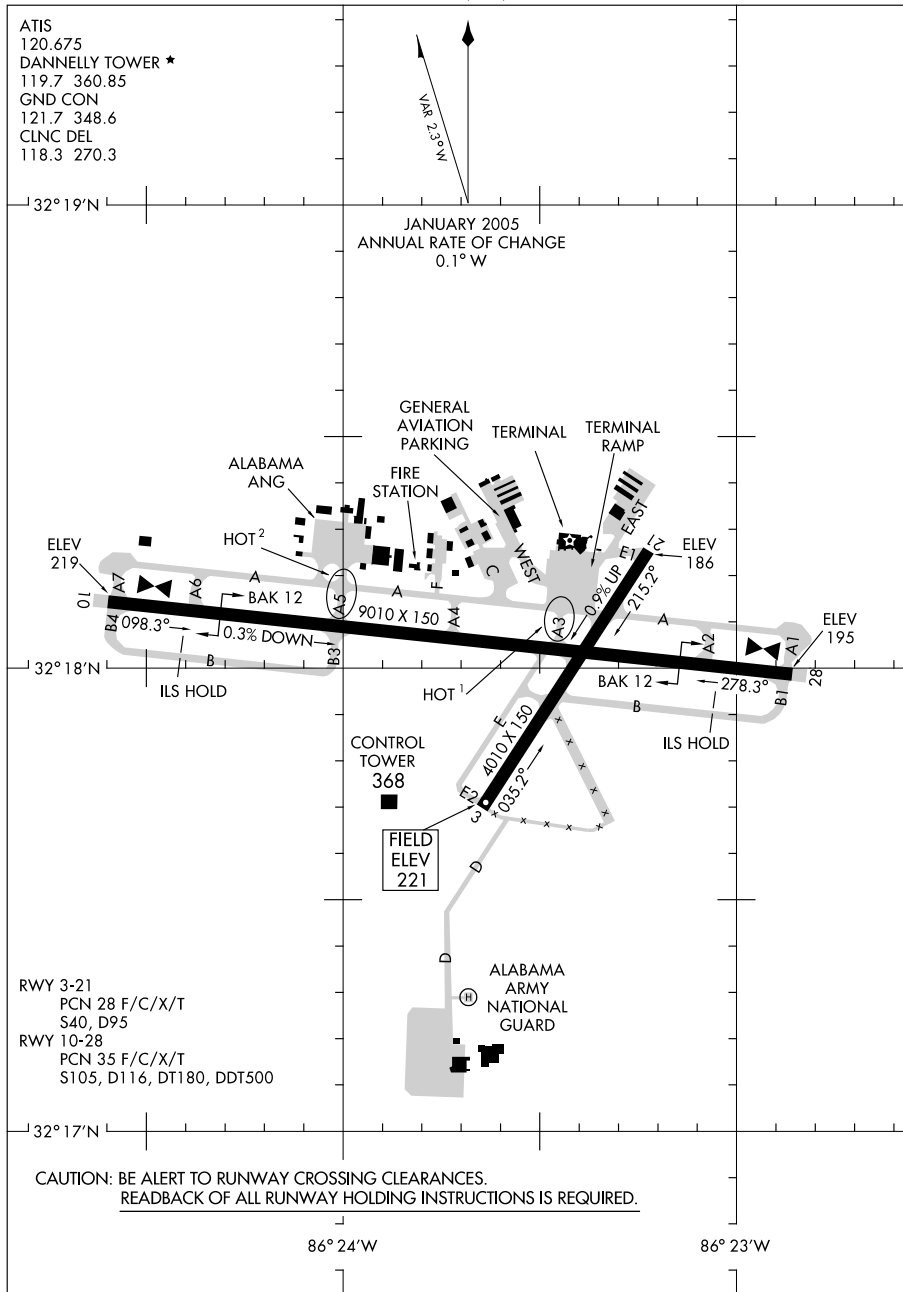 ATIS
120.675
DANNELLY TOWER ★
119.7 360.85
GND CON
121.7 348.6
CLNC DEL
118.3 270.3
VAR 2.3° W
32° 19'N
JANUARY 2005
ANNUAL RATE OF CHANGE
0.1° W
GENERAL
AVIATION
PARKING
TERMINAL
TERMINAL
RAMP
ALABAMA
ANG
FIRE
STATION
HOT 2
WEST
EAST
ELEV
219
ELEV
186
ELEV
195
10
A7
A6
A
BAK 12
A5
A
F
A4
C
9010 X 150
A3
0.9% UP
E1
21
215.2°
A
A2
A1
B4
098.3°
0.3% DOWN
B3
B
ILS HOLD
32° 18'N
HOT 1
BAK 12
278.3°
28
B1
B
ILS HOLD
E
4010 X 150
035.2°
E2
3
CONTROL
TOWER
368
FIELD
ELEV
221
x x x x x
x x x x x
D
D
H
ALABAMA
ARMY
NATIONAL
GUARD
RWY 3-21
PCN 28 F/C/X/T
S40, D95
RWY 10-28
PCN 35 F/C/X/T
S105, D116, DT180, DDT500
32° 17'N
CAUTION: BE ALERT TO RUNWAY CROSSING CLEARANCES.
READBACK OF ALL RUNWAY HOLDING INSTRUCTIONS IS REQUIRED.
86° 24'W
86° 23'W